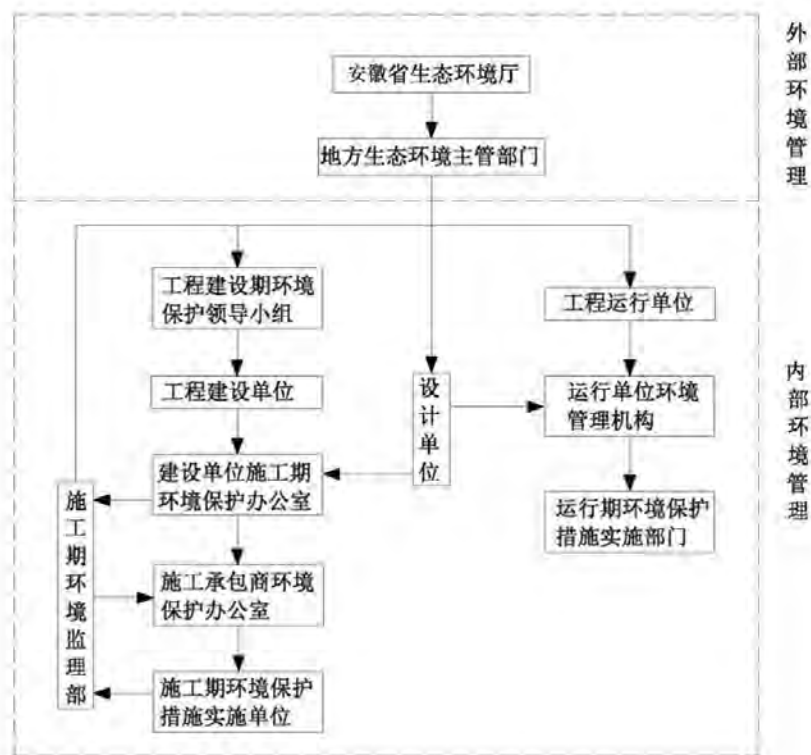 外部环境管理
安徽省生态环境厅
地方生态环境主管部门
内部环境管理
工程建设期环境
保护领导小组
工程建设单位
建设单位施工期
环境保护办公室
施工承包商环境
保护办公室
施工期环境保护
措施实施单位
施工期环境监理部
设计单位
工程运行单位
运行单位环境
管理机构
运行期环境保护
措施实施部门